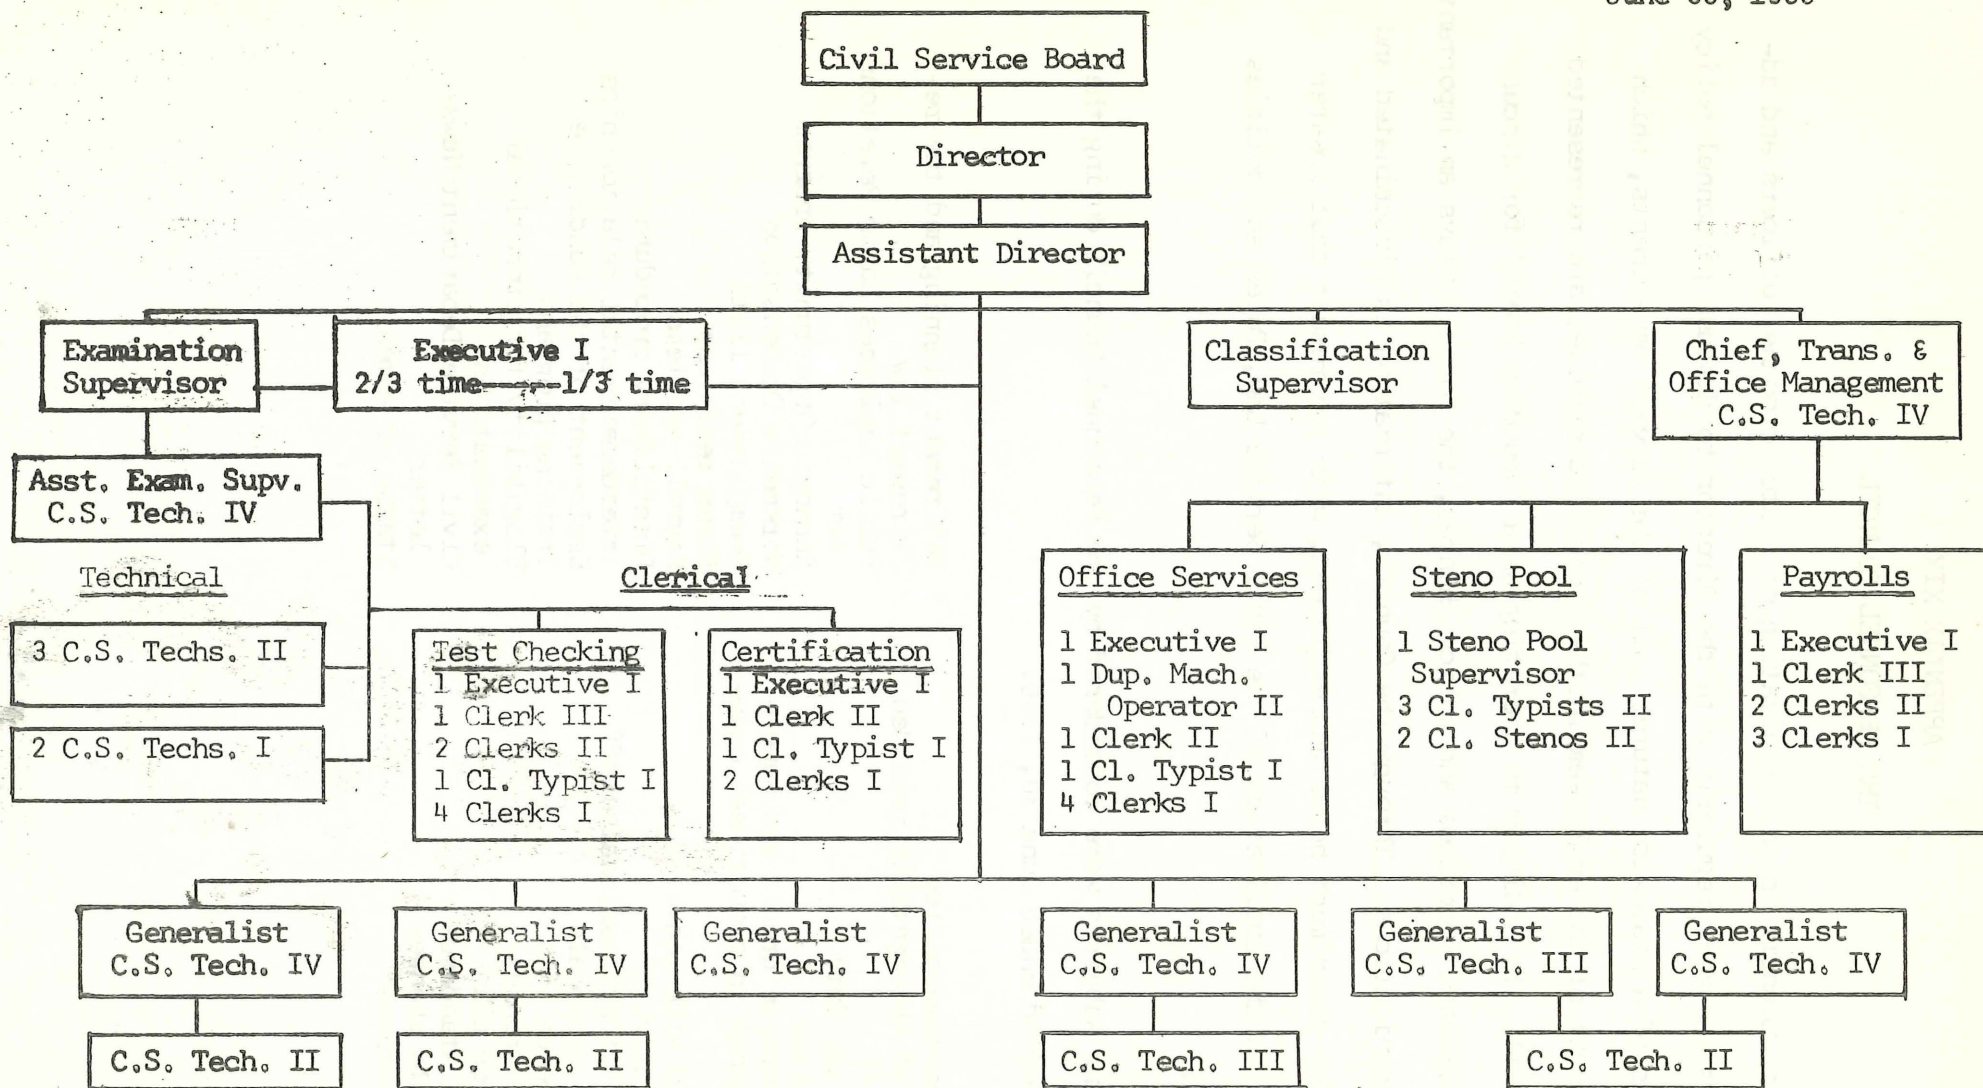 Civil Service Board
Director
Assistant Director
Examination
Supervisor
Executive I
2/3 time 1/3 time
Classification
Supervisor
Chief, Trans. &
Office Management
C.S. Tech. IV
Asst. Exam. Supv.
C.S. Tech. IV
Technical
3 C.S. Techs. II
2 C.S. Techs. I
Clerical
Test Checking
1 Executive I
1 Clerk III
2 Clerks II
1 Cl. Typist I
4 Clerks I
Certification
1 Executive I
1 Clerk II
1 Cl. Typist I
2 Clerks I
Office Services
1 Executive I
1 Dup. Mach.
Operator II
1 Clerk II
1 Cl. Typist I
4 Clerks I
Steno Pool
1 Steno Pool
Supervisor
3 Cl. Typists II
2 Cl. Stenos II
Payrolls
1 Executive I
1 Clerk III
2 Clerks II
3 Clerks I
Generalist
C.S. Tech. IV
C.S. Tech. II
Generalist
C.S. Tech. IV
C.S. Tech. II
Generalist
C.S. Tech. IV
Generalist
C.S. Tech. IV
C.S. Tech. III
Generalist
C.S. Tech. III
Generalist
C.S. Tech. IV
C.S. Tech. II